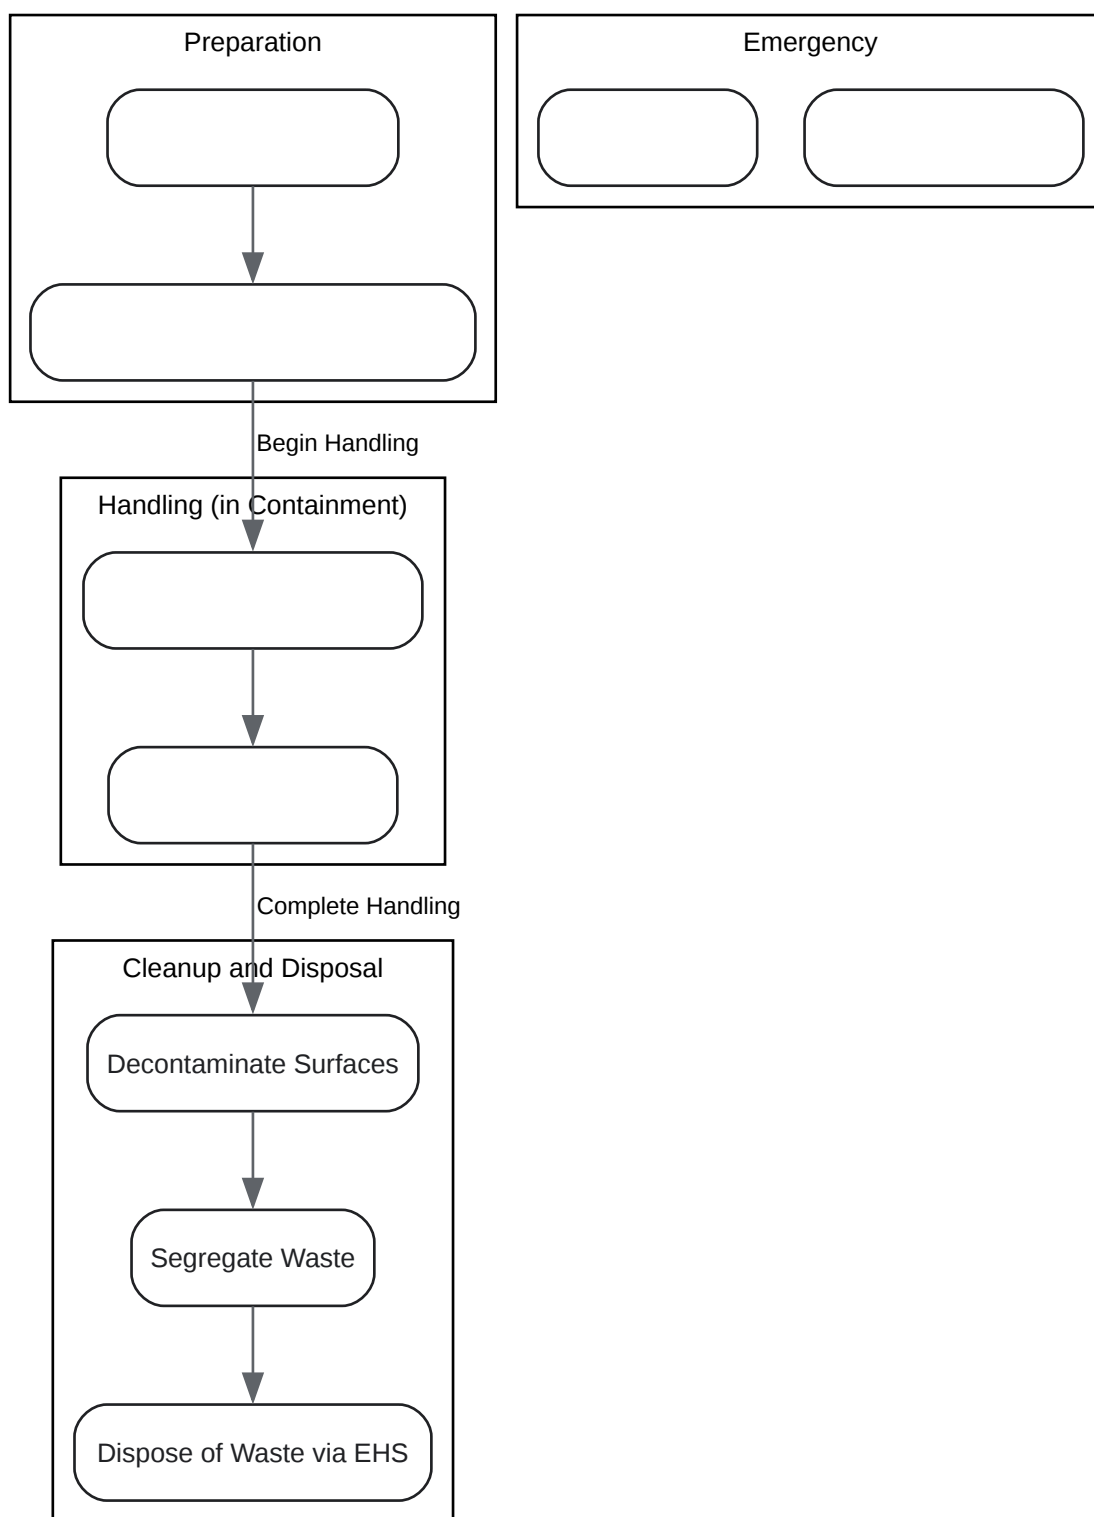 Preparation
Emergency
Begin Handling
Handling (in Containment)
Complete Handling
Cleanup and Disposal
Decontaminate Surfaces
Segregate Waste
Dispose of Waste via EHS